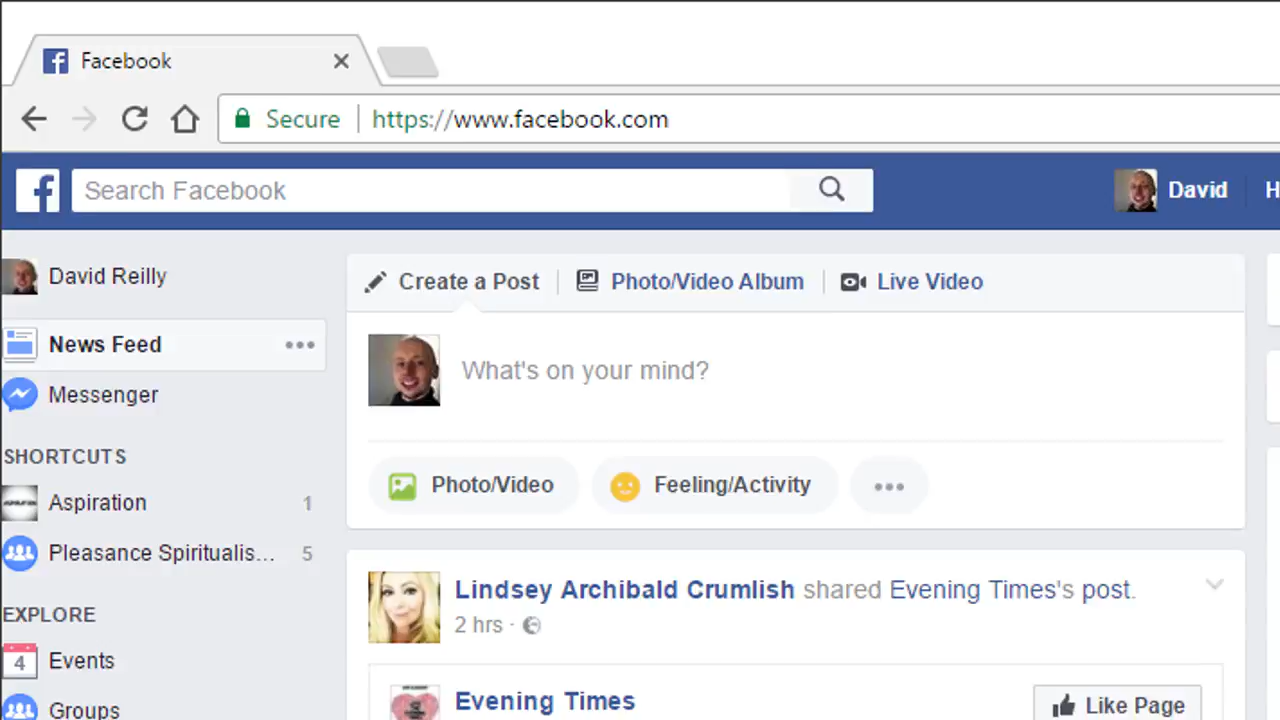 Facebook
Secure
https://www.facebook.com
Search Facebook
David
H
David Reilly
News Feed
Messenger
SHORTCUTS
Aspiration 1
Pleasance Spiritualis... 5
EXPLORE
4
Events
Groups
Create a Post
Photo/Video Album
Live Video
What's on your mind?
Photo/Video
Feeling/Activity
Lindsey Archibald Crumlish shared Evening Times's post.
2 hrs ·
Evening Times
Like Page